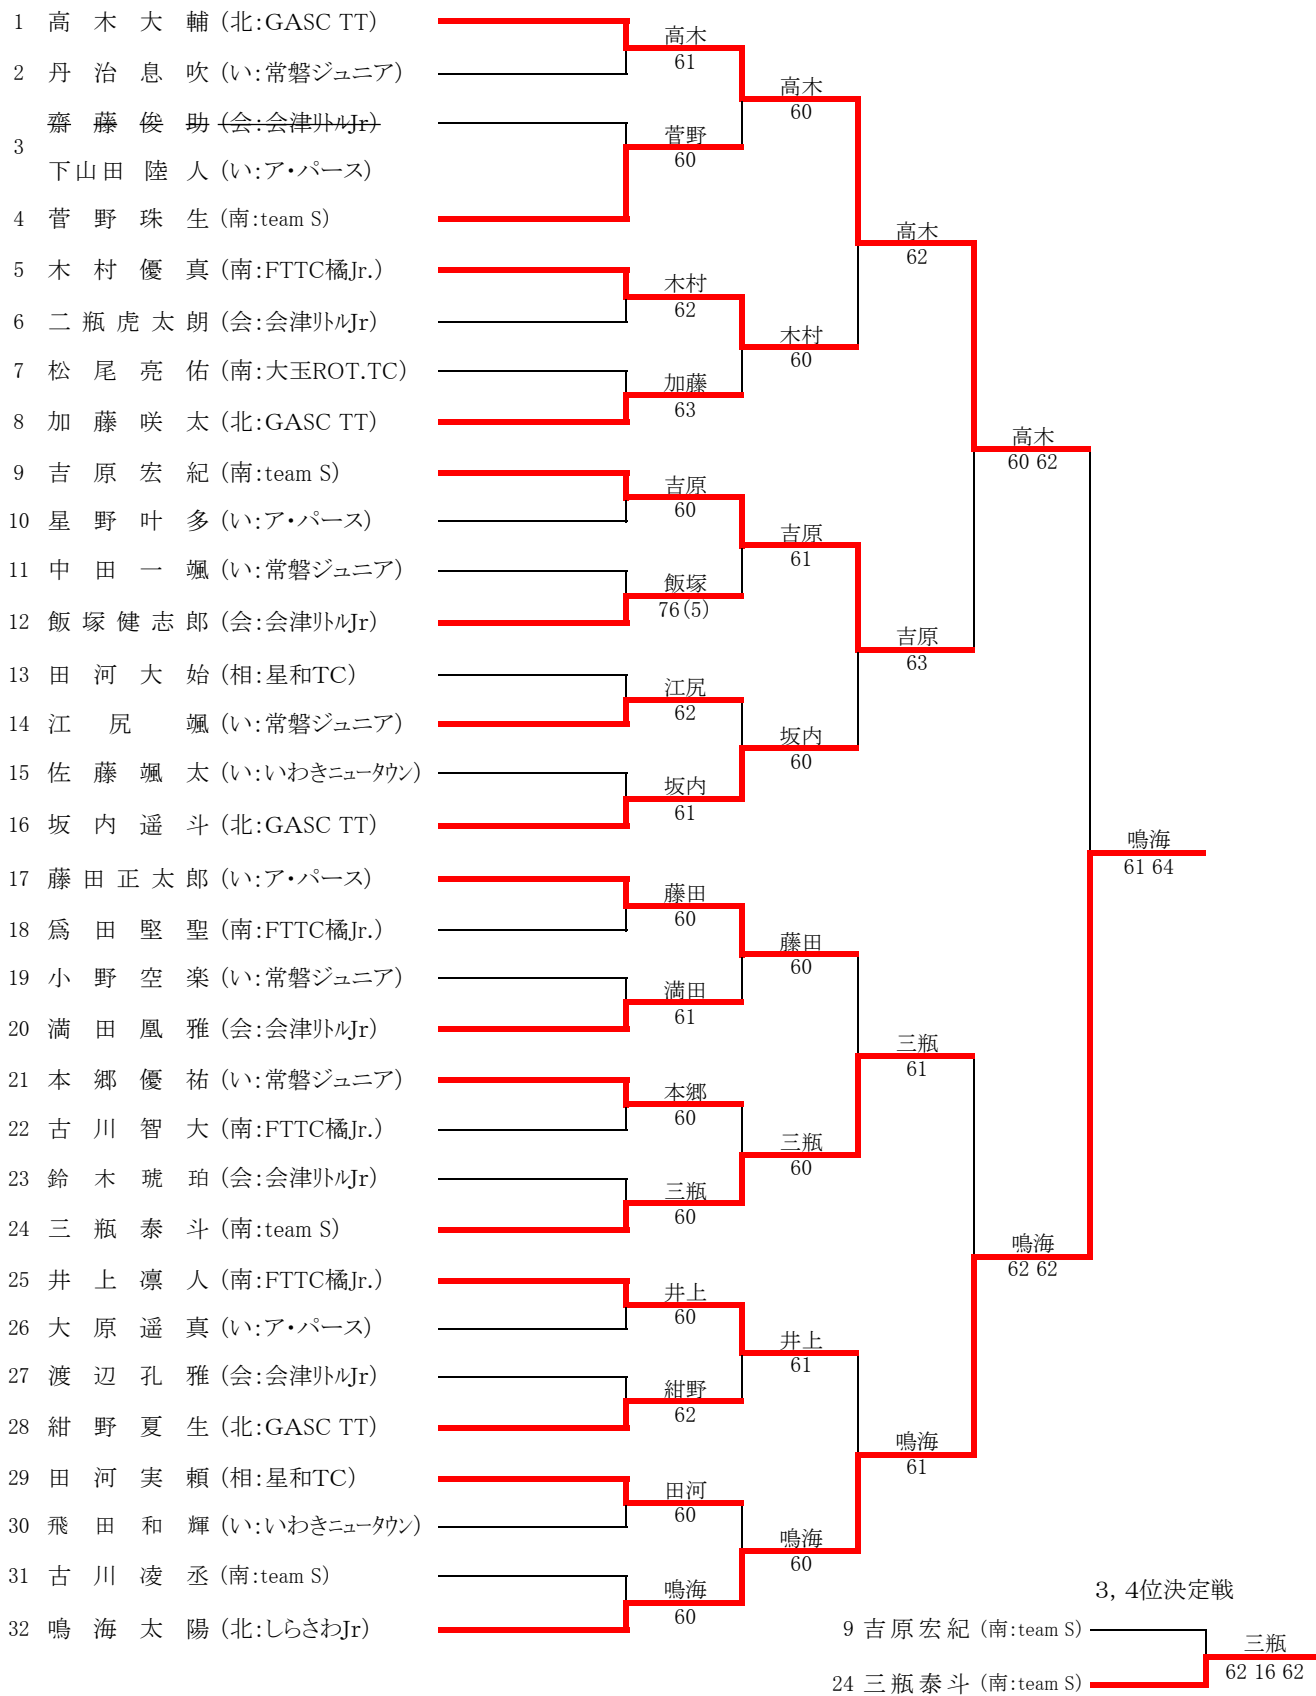 1 高木大輔 (北:GASC TT)
2 丹治息吹 (い:常磐ジュニア)
3
齋藤俊助 (会:会津リトルJr)
下山田陸人 (い:ア・パース)
4 菅野珠生 (南:team S)
5 木村優真 (南:FTTC橘Jr.)
6 二瓶虎太朗 (会:会津リトルJr)
7 松尾亮佑 (南:大玉ROT.TC)
8 加藤咲太 (北:GASC TT)
9 吉原宏紀 (南:team S)
10 星野叶多 (い:ア・パース)
11 中田一颯 (い:常磐ジュニア)
12 飯塚健志郎 (会:会津リトルJr)
13 田河大始 (相:星和TC)
14 江尻颯 (い:常磐ジュニア)
15 佐藤颯太 (い:いわきニュータウン)
16 坂内遥斗 (北:GASC TT)
17 藤田正太郎 (い:ア・パース)
18 爲田堅聖 (南:FTTC橘Jr.)
19 小野空楽 (い:常磐ジュニア)
20 満田凰雅 (会:会津リトルJr)
21 本郷優祐 (い:常磐ジュニア)
22 古川智大 (南:FTTC橘Jr.)
23 鈴木琥珀 (会:会津リトルJr)
24 三瓶泰斗 (南:team S)
25 井上凛人 (南:FTTC橘Jr.)
26 大原遥真 (い:ア・パース)
27 渡辺孔雅 (会:会津リトルJr)
28 紺野夏生 (北:GASC TT)
29 田河実頼 (相:星和TC)
30 飛田和輝 (い:いわきニュータウン)
31 古川凌丞 (南:team S)
32 鳴海太陽 (北:しらさわJr)
高木
61
菅野
60
木村
62
加藤
63
吉原
60
飯塚
76(5)
江尻
62
坂内
61
藤田
60
満田
61
本郷
60
三瓶
60
井上
60
紺野
62
田河
60
鳴海
60
高木
60
木村
60
吉原
61
坂内
60
藤田
60
三瓶
60
井上
61
鳴海
60
高木
62
吉原
63
三瓶
61
鳴海
61
高木
60 62
鳴海
62 62
鳴海
61 64
3, 4位決定戦
9 吉原宏紀 (南:team S)
24 三瓶泰斗 (南:team S)
三瓶
62 16 62